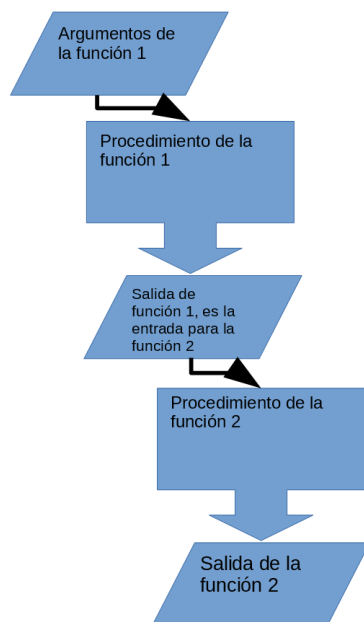 Argumentos de
la función 1
Procedimiento de la
función 1
Salida de
función 1, es la
entrada para la
función 2
Procedimiento de la
función 2
Salida de la
función 2